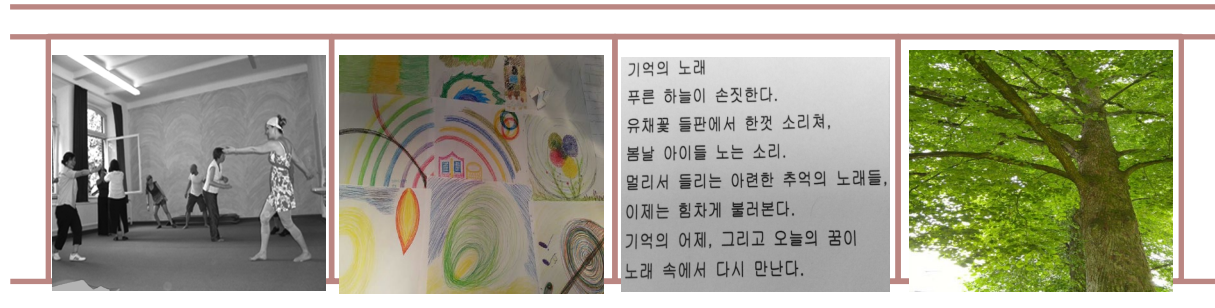 기억의 노래
푸른 하늘이 손짓한다.
유채꽃 들판에서 한껏 소리쳐,
봄날 아이들 노는 소리.
멀리서 들리는 아련한 추억의 노래들,
이제는 힘차게 불러본다.
기억의 어제, 그리고 오늘의 꿈이
노래 속에서 다시 만난다.